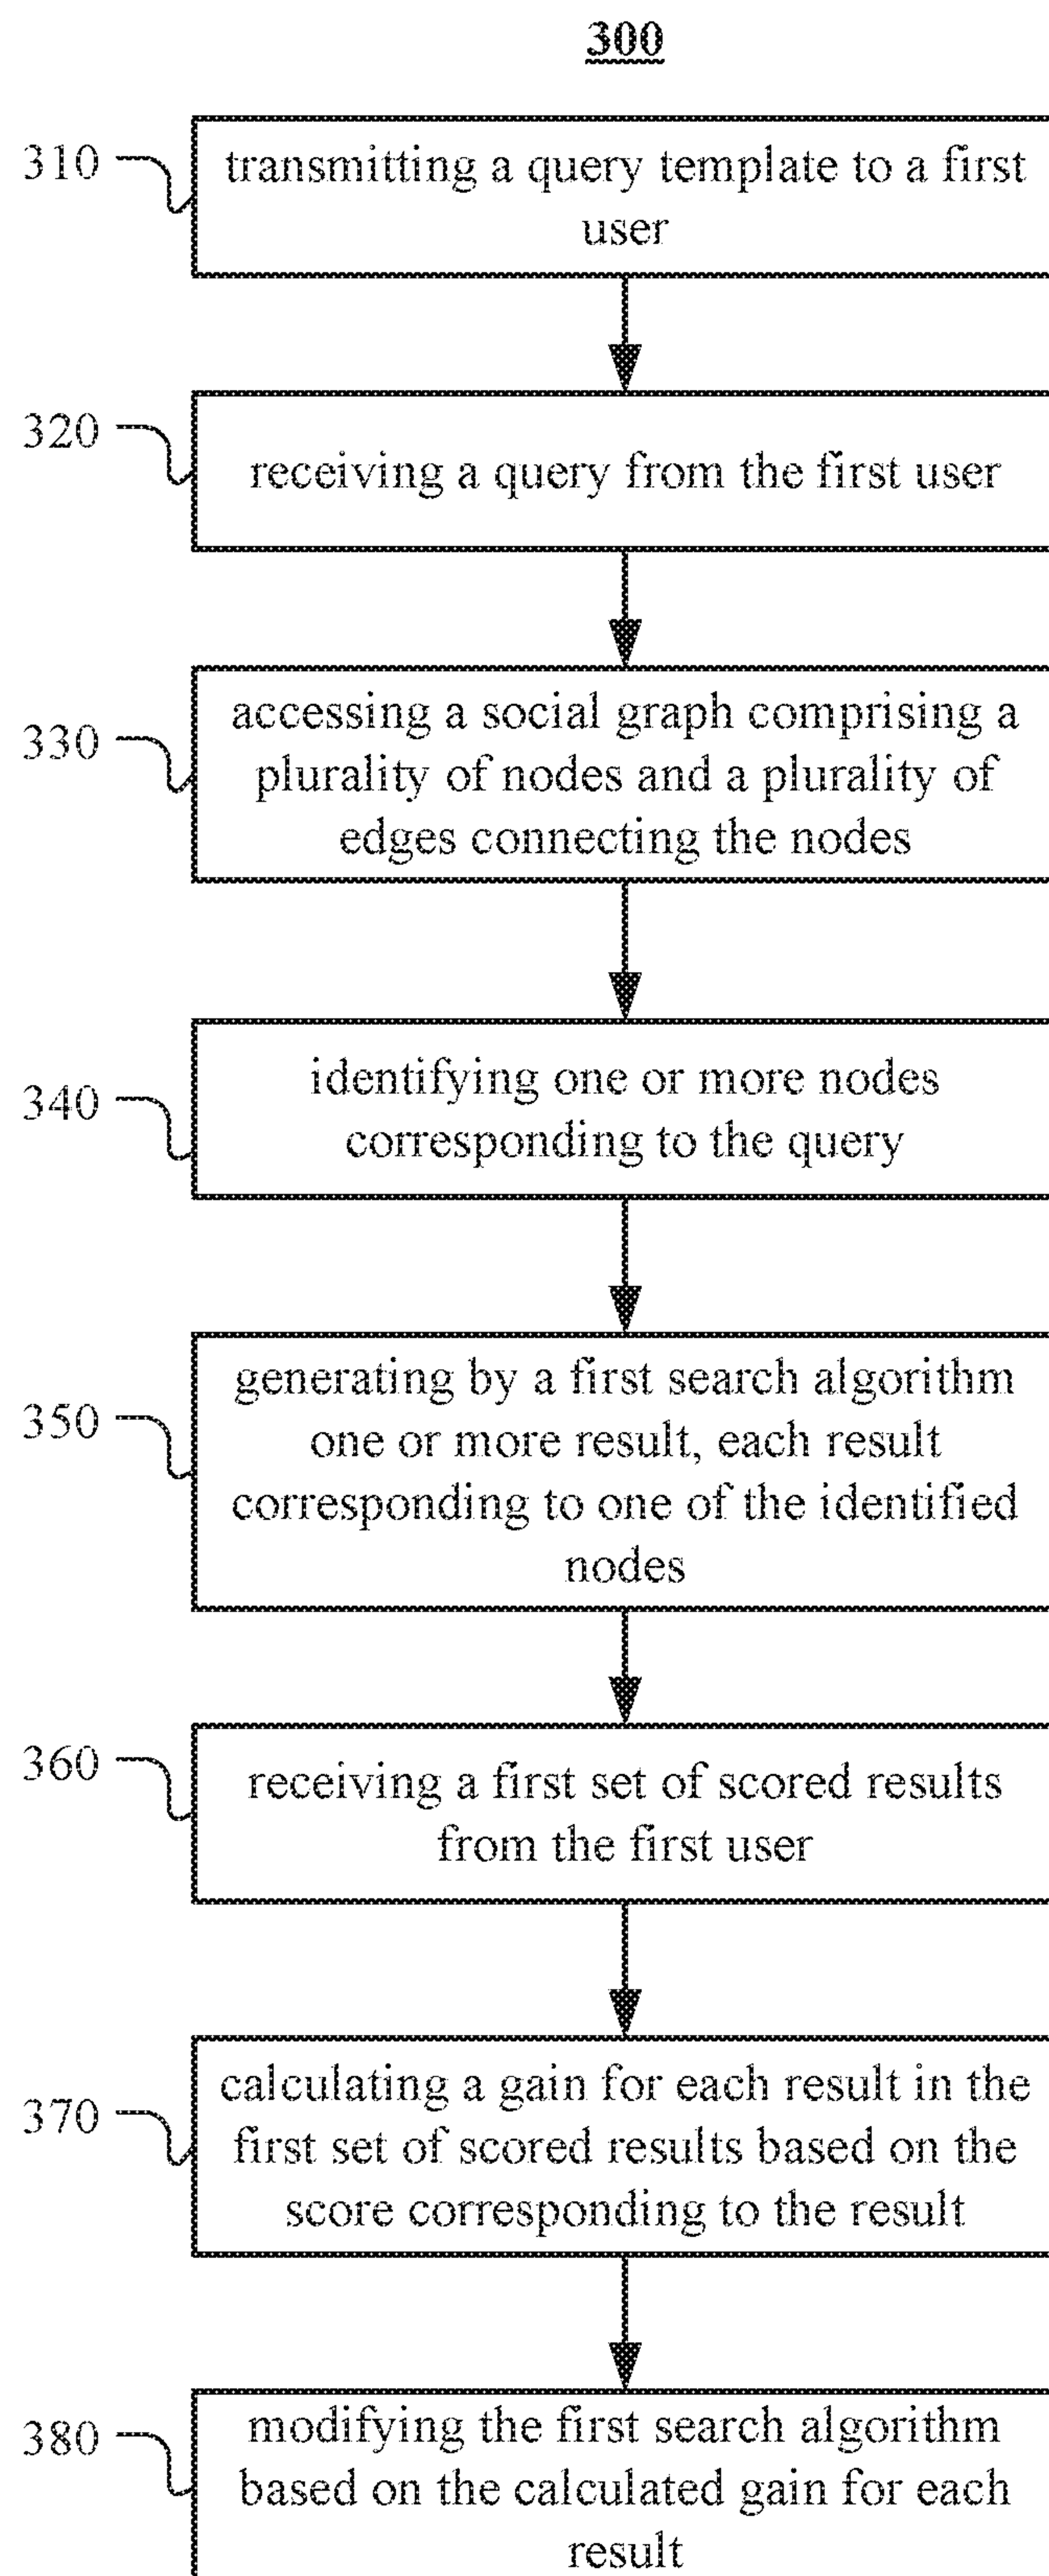 300
310
transmitting a query template to a first
user
320
receiving a query from the first user
330
accessing a social graph comprising a
plurality of nodes and a plurality of
edges connecting the nodes
340
identifying one or more nodes
corresponding to the query
350
generating by a first search algorithm
one or more result, each result
corresponding to one of the identified
nodes
360
receiving a first set of scored results
from the first user
370
calculating a gain for each result in the
first set of scored results based on the
score corresponding to the result
380
modifying the first search algorithm
based on the calculated gain for each
result